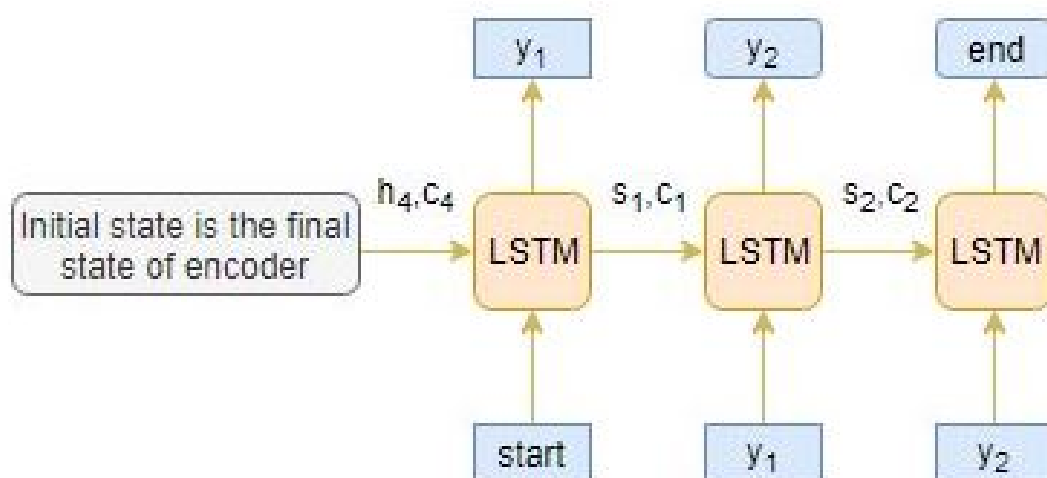 y₁
y₂
end
h₄,c₄
s₁,c₁
s₂,c₂
Initial state is the final
state of encoder
LSTM
LSTM
LSTM
start
y₁
y₂